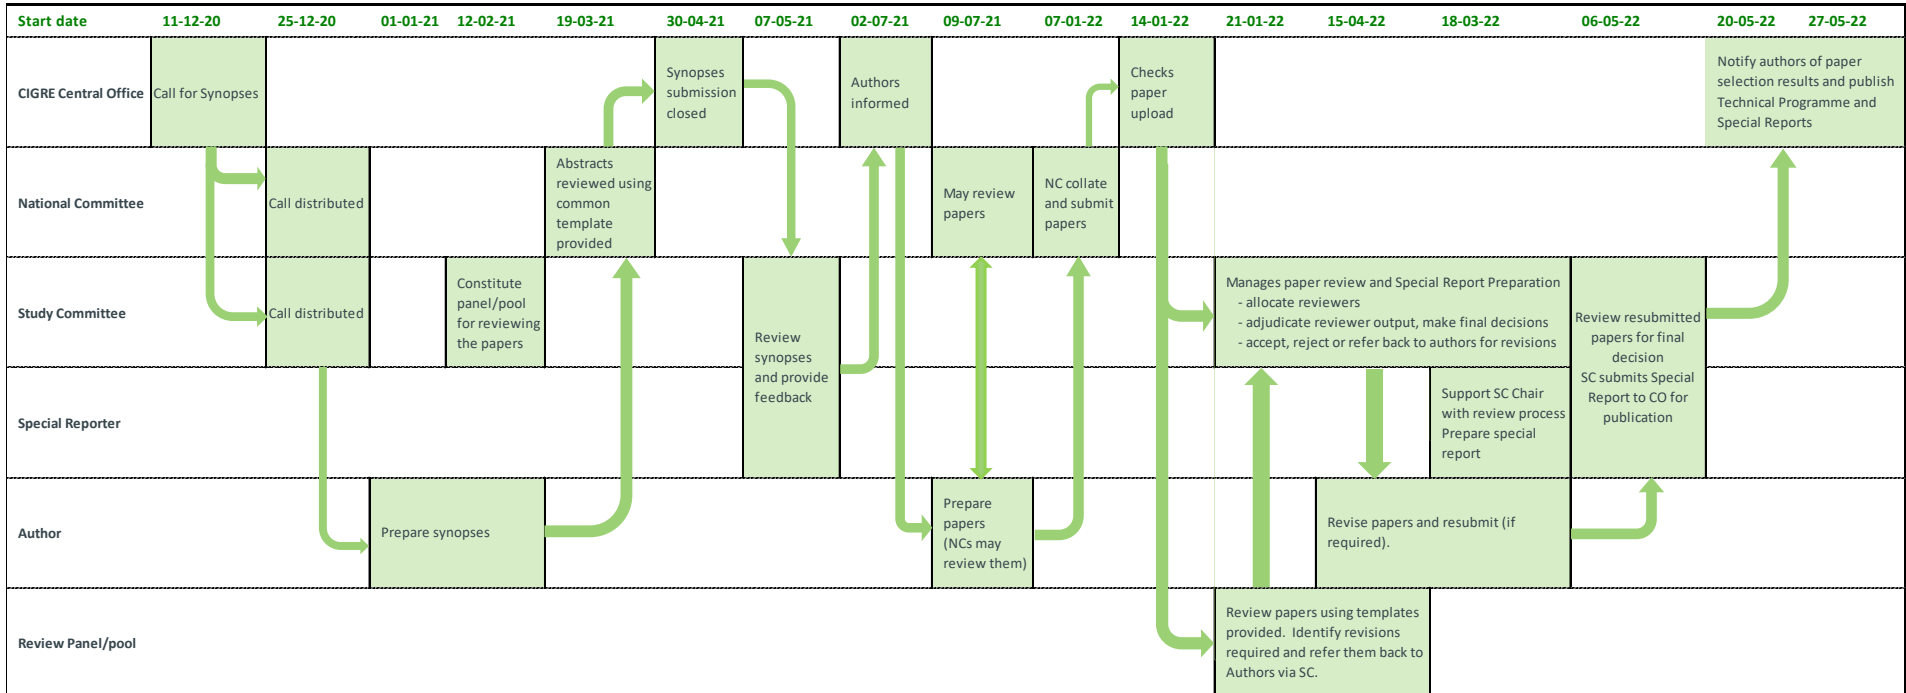 Start date 11-12-20 25-12-20 01-01-21 12-02-21 19-03-21 30-04-21 07-05-21 02-07-21 09-07-21 07-01-22 14-01-22 21-01-22 15-04-22 18-03-22 06-05-22 20-05-22 27-05-22
CIGRE Central Office
Call for Synopses
Synopses
submission
closed
Authors
informed
Checks
paper
upload
Notify authors of paper
selection results and publish
Technical Programme and
Special Reports
National Committee
Call distributed
Abstracts
reviewed using
common
template
provided
May review
papers
NC collate
and submit
papers
Study Committee
Call distributed
Constitute
panel/pool
for reviewing
the papers
Review
synopses
and provide
feedback
Manages paper review and Special Report Preparation
- allocate reviewers
- adjudicate reviewer output, make final decisions
- accept, reject or refer back to authors for revisions
Review resubmitted
papers for final
decision
SC submits Special
Report to CO for
publication
Special Reporter
Support SC Chair
with review process
Prepare special
report
Author
Prepare synopses
Prepare
papers
(NCs may
review them)
Revise papers and resubmit (if
required).
Review Panel/pool
Review papers using templates
provided. Identify revisions
required and refer them back to
Authors via SC.